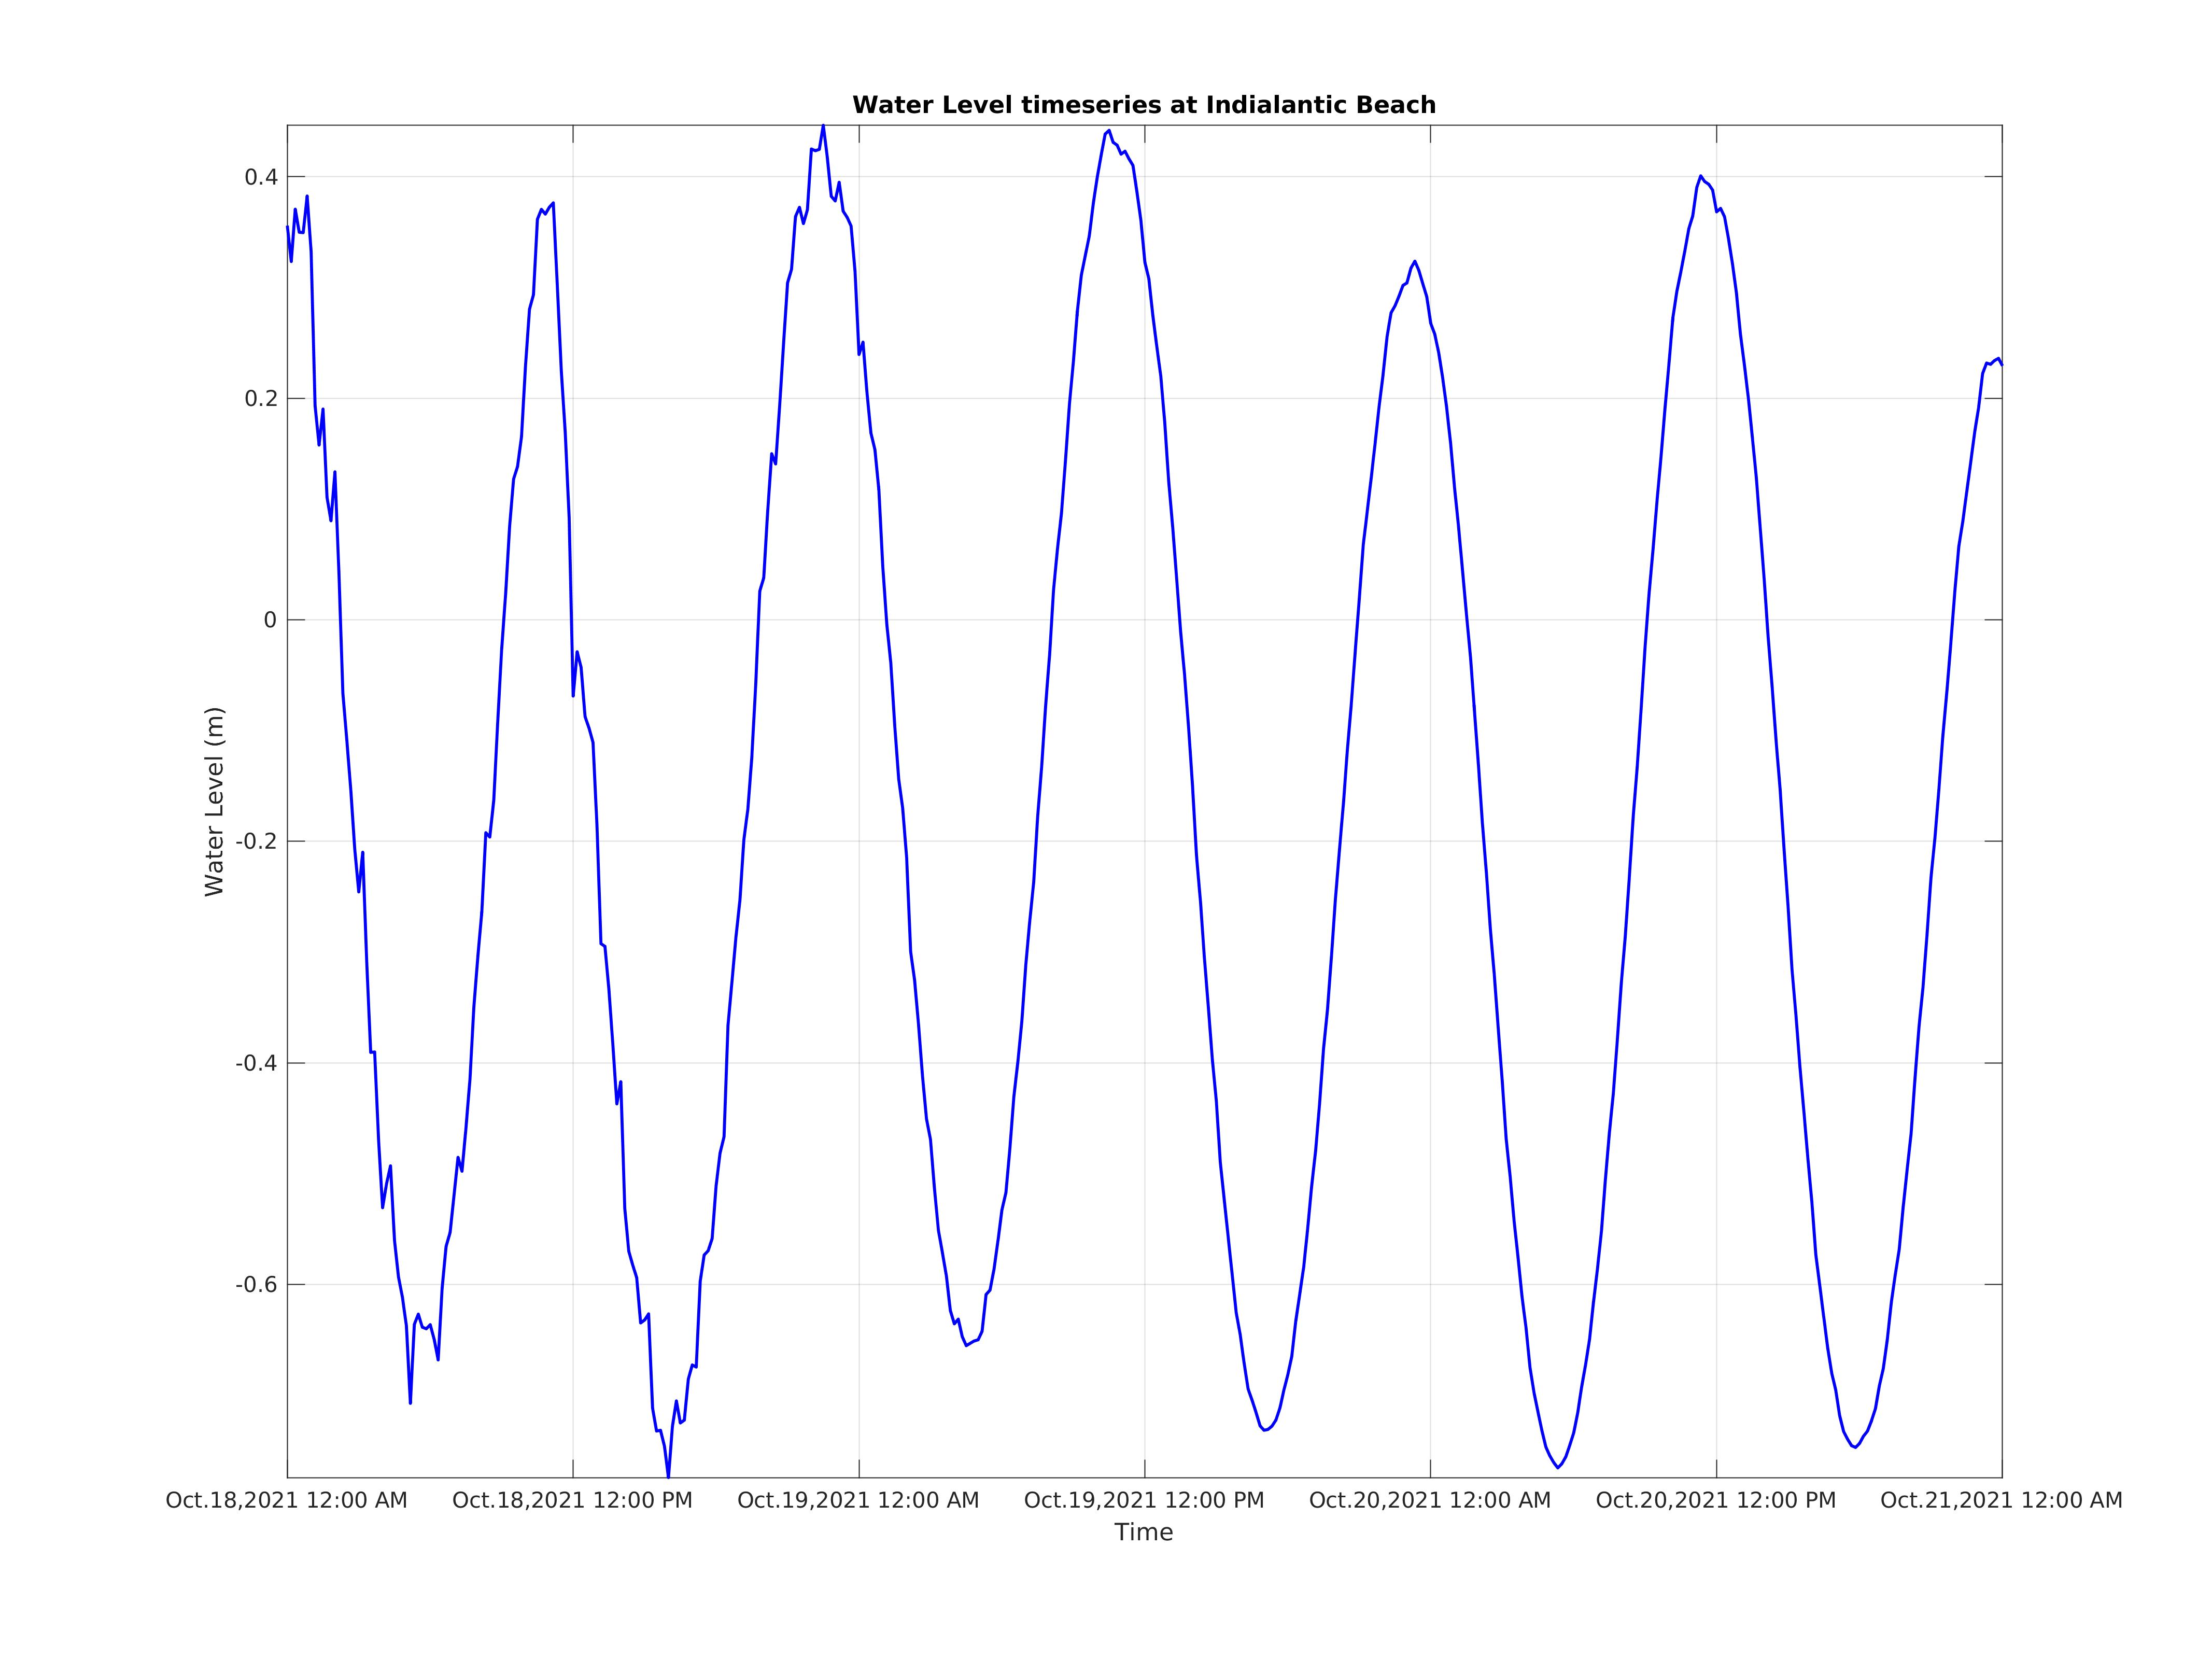 Water Level timeseries at Indialantic Beach
0.4
0.2
0
-0.2
-0.4
-0.6
Water Level (m)
Oct.18,2021 12:00 AM Oct.18,2021 12:00 PM Oct.19,2021 12:00 AM Oct.19,2021 12:00 PM Oct.20,2021 12:00 AM Oct.20,2021 12:00 PM Oct.21,2021 12:00 AM
Time